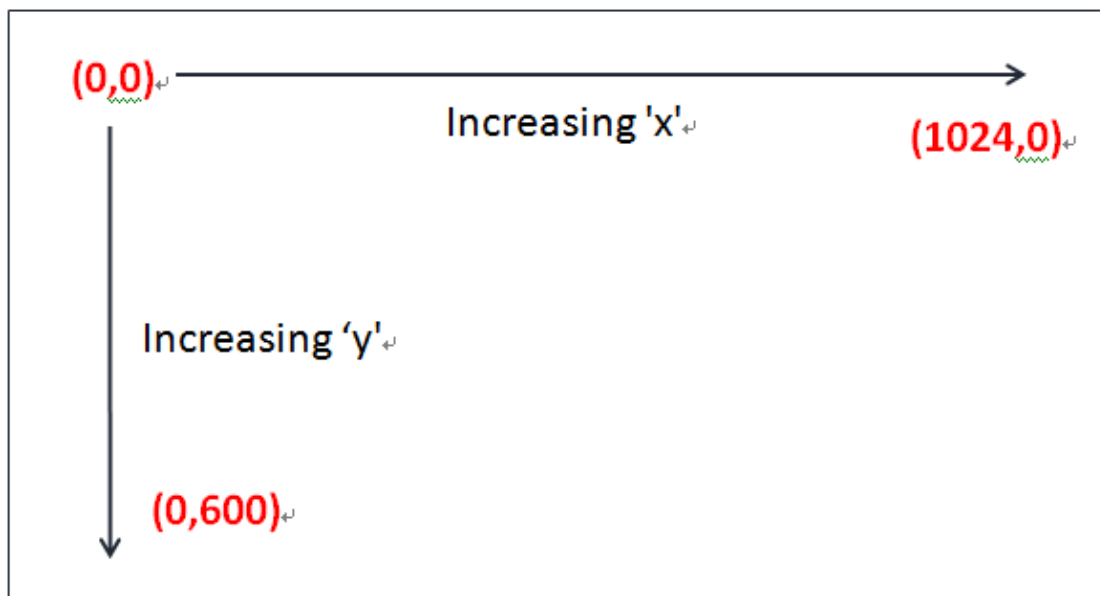 (0,0)
Increasing 'x'
(1024,0)
Increasing ‘y'
(0,600)